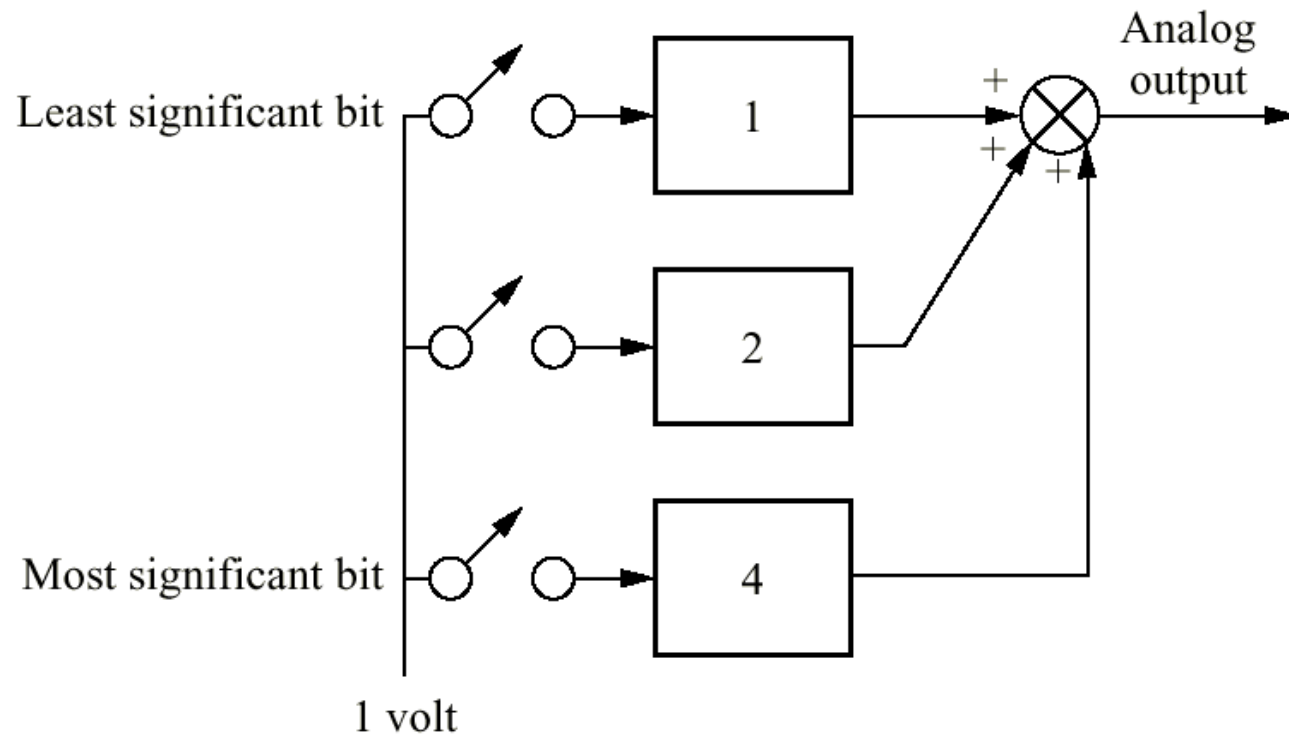 Analog
output
Least significant bit
1
+
+
+
2
Most significant bit
4
1 volt